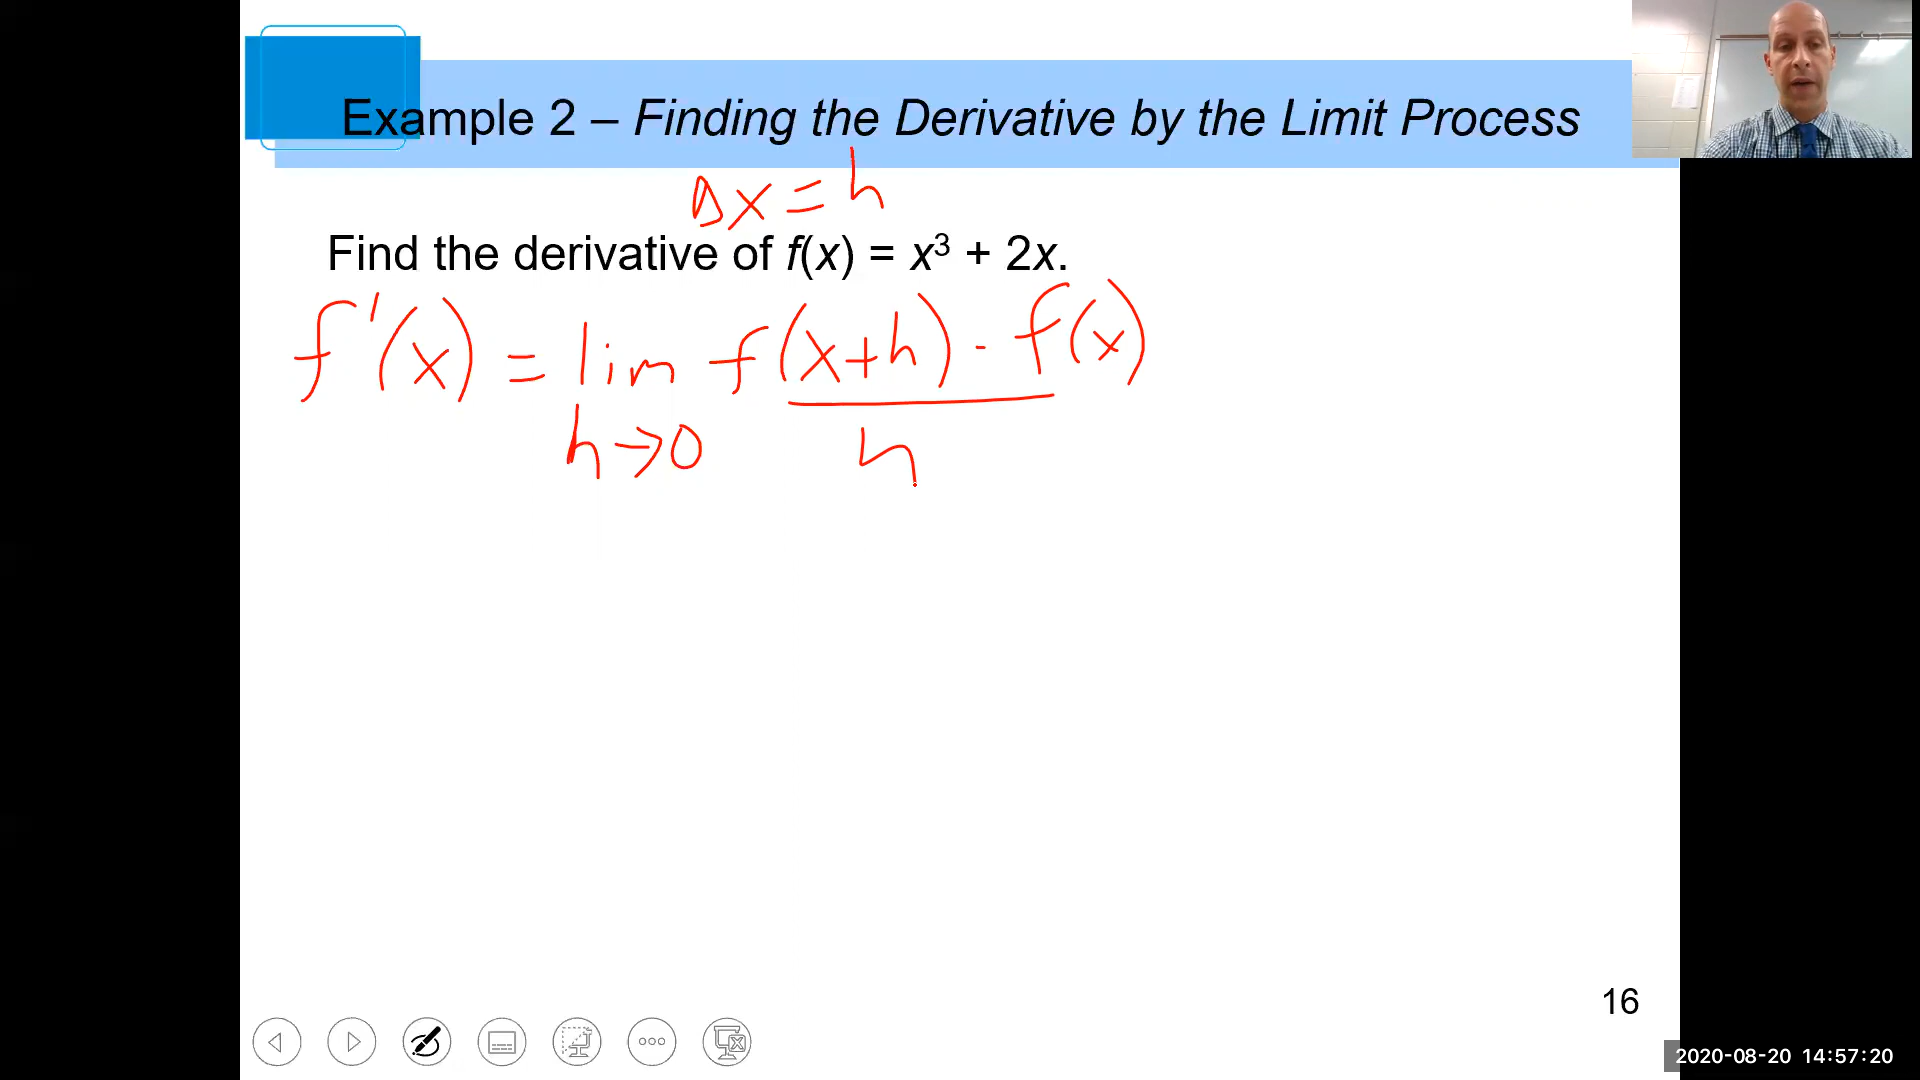 Example 2 – Finding the Derivative by the Limit Process
Δx = h
Find the derivative of f(x) = x³ + 2x.
f'(x) = lim f(x+h) - f(x)
h→0 h
16
2020-08-20 14:57:20